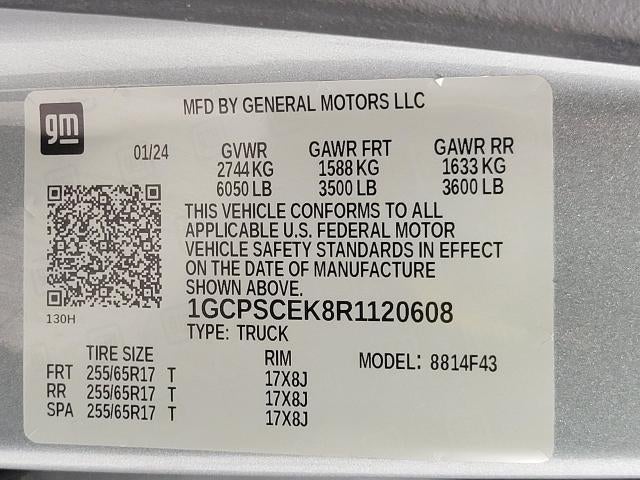 MFD BY GENERAL MOTORS LLC
gm
01/24 GVWR GAWR FRT GAWR RR
2744 KG 1588 KG 1633 KG
6050 LB 3500 LB 3600 LB
THIS VEHICLE CONFORMS TO ALL
APPLICABLE U.S. FEDERAL MOTOR
VEHICLE SAFETY STANDARDS IN EFFECT
ON THE DATE OF MANUFACTURE
SHOWN ABOVE.
130H
1GCPSCEK8R1120608
TYPE: TRUCK
TIRE SIZE RIM MODEL: 8814F43
FRT 255/65R17 T 17X8J
RR 255/65R17 T 17X8J
SPA 255/65R17 T 17X8J